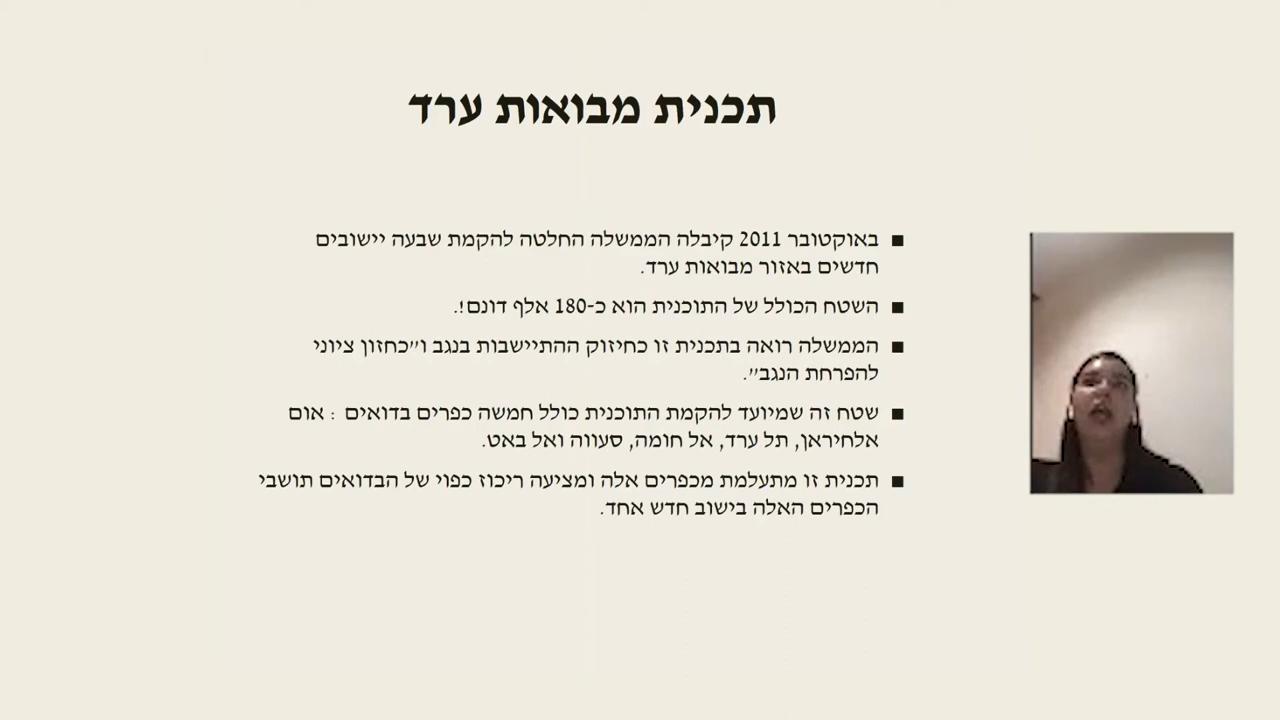 תכנית מבואות ערד
■ באוקטובר 2011 קיבלה הממשלה החלטה להקמת שבעה יישובים
חדשים באזור מבואות ערד.
■ השטח הכולל של התוכנית הוא כ-180 אלף דונם!.
■ הממשלה רואה בתכנית זו כחיזוק ההתיישבות בנגב ו"כחזון ציוני
להפרחת הנגב".
■ שטח זה שמיועד להקמת התוכנית כולל חמשה כפרים בדואים : אום
אלחיראן, תל ערד, אל חומה, סעווה ואל באט.
■ תכנית זו מתעלמת מכפרים אלה ומציעה ריכוז כפוי של הבדואים תושבי
הכפרים האלה בישוב חדש אחד.